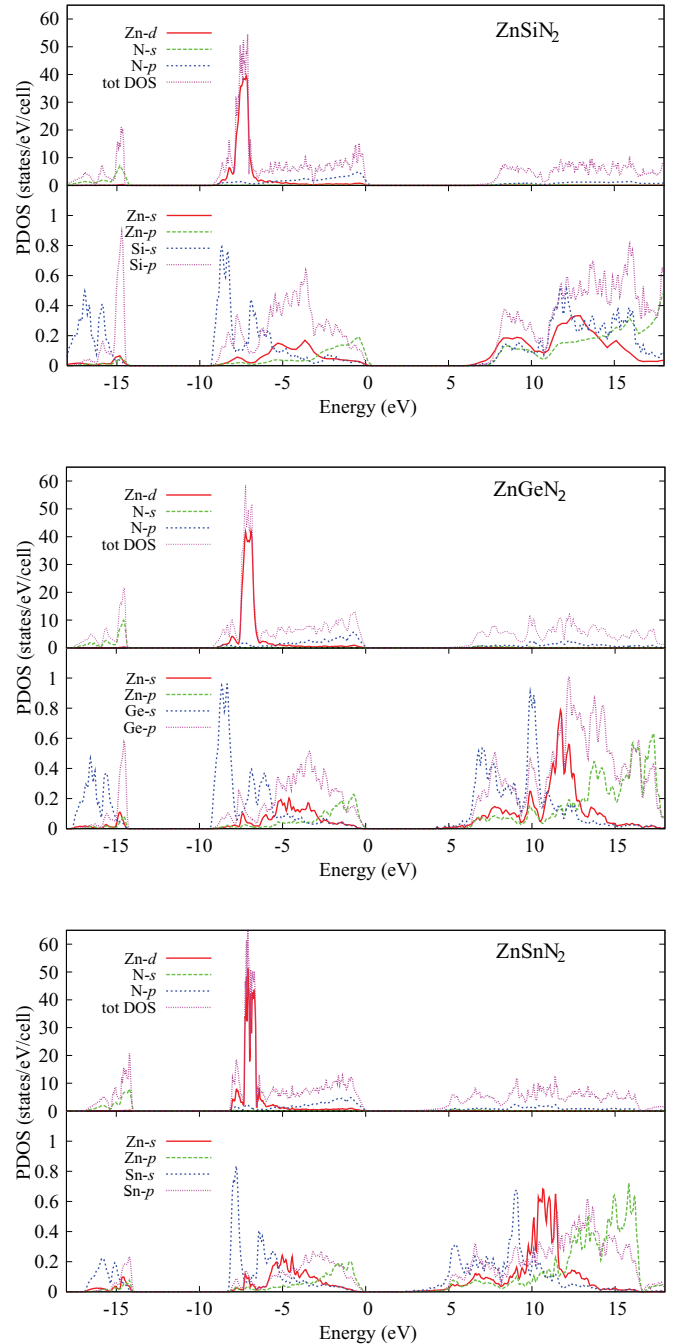 60
50
40
30
20
10
0
Zn-d
N-s
N-p
tot DOS
ZnSiN₂
PDOS (states/eV/cell)
1
0.8
0.6
0.4
0.2
0
Zn-s
Zn-p
Si-s
Si-p
-15 -10 -5 0 5 10 15
Energy (eV)
60
50
40
30
20
10
0
Zn-d
N-s
N-p
tot DOS
ZnGeN₂
PDOS (states/eV/cell)
1
0.8
0.6
0.4
0.2
0
Zn-s
Zn-p
Ge-s
Ge-p
-15 -10 -5 0 5 10 15
Energy (eV)
60
50
40
30
20
10
0
Zn-d
N-s
N-p
tot DOS
ZnSnN₂
PDOS (states/eV/cell)
1
0.8
0.6
0.4
0.2
0
Zn-s
Zn-p
Sn-s
Sn-p
-15 -10 -5 0 5 10 15
Energy (eV)